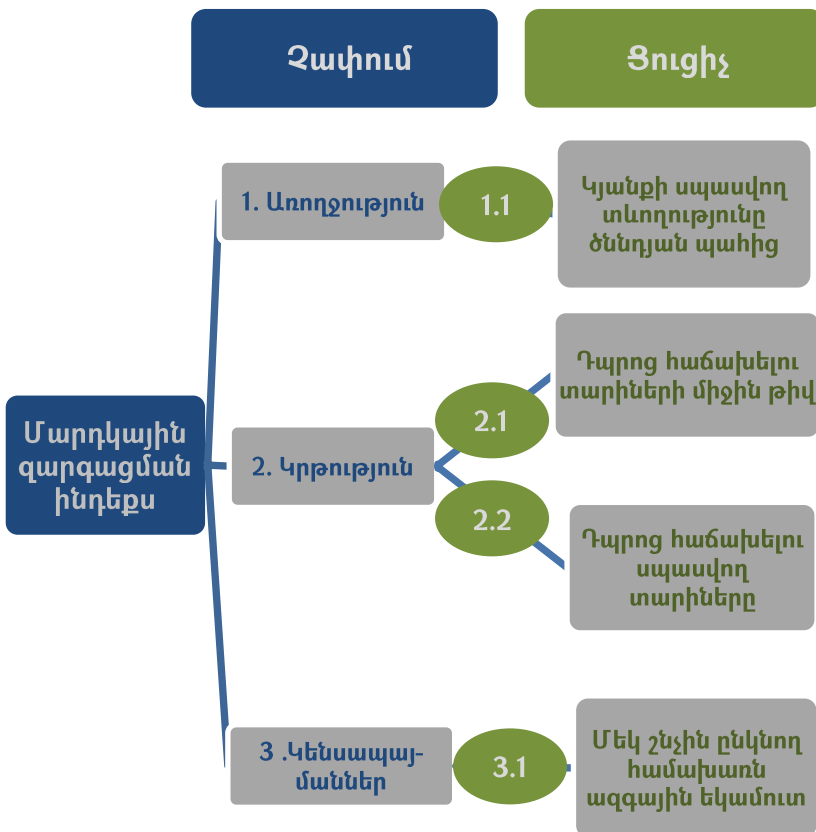 Չափում
Ցուցիչ
1. Առողջություն
1.1
Կյանքի սպասվող
տևողությունը
ծննդյան պահից
Մարդկային
զարգացման
ինդեքս
2. Կրթություն
2.1
Դպրոց հաճախելու
տարիների միջին թիվ
2.2
Դպրոց հաճախելու
սպասվող
տարիները
3 .Կենսապայ-
մաններ
3.1
Մեկ շնչին ընկնող
համախառն
ազգային եկամուտ